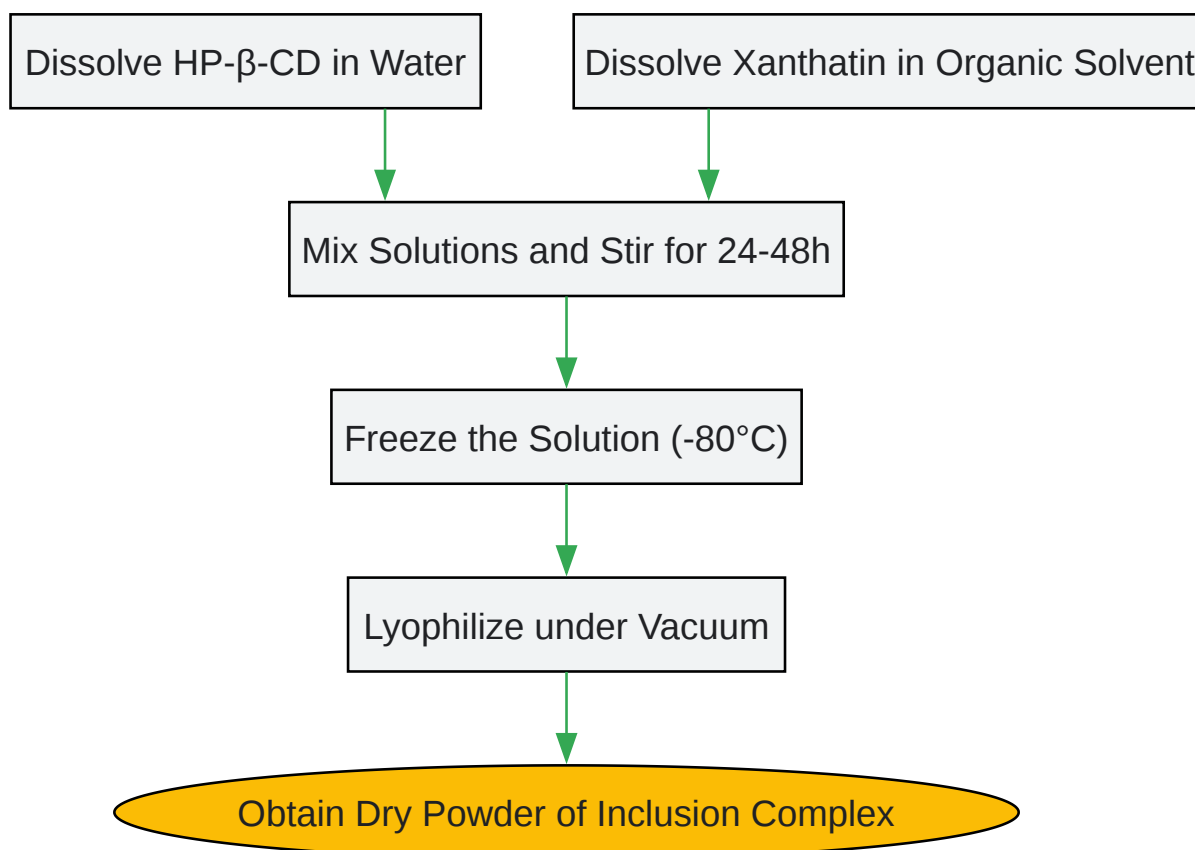 Dissolve HP-β-CD in Water
Dissolve Xanthatin in Organic Solvent
Mix Solutions and Stir for 24-48h
Freeze the Solution (-80°C)
Lyophilize under Vacuum
Obtain Dry Powder of Inclusion Complex